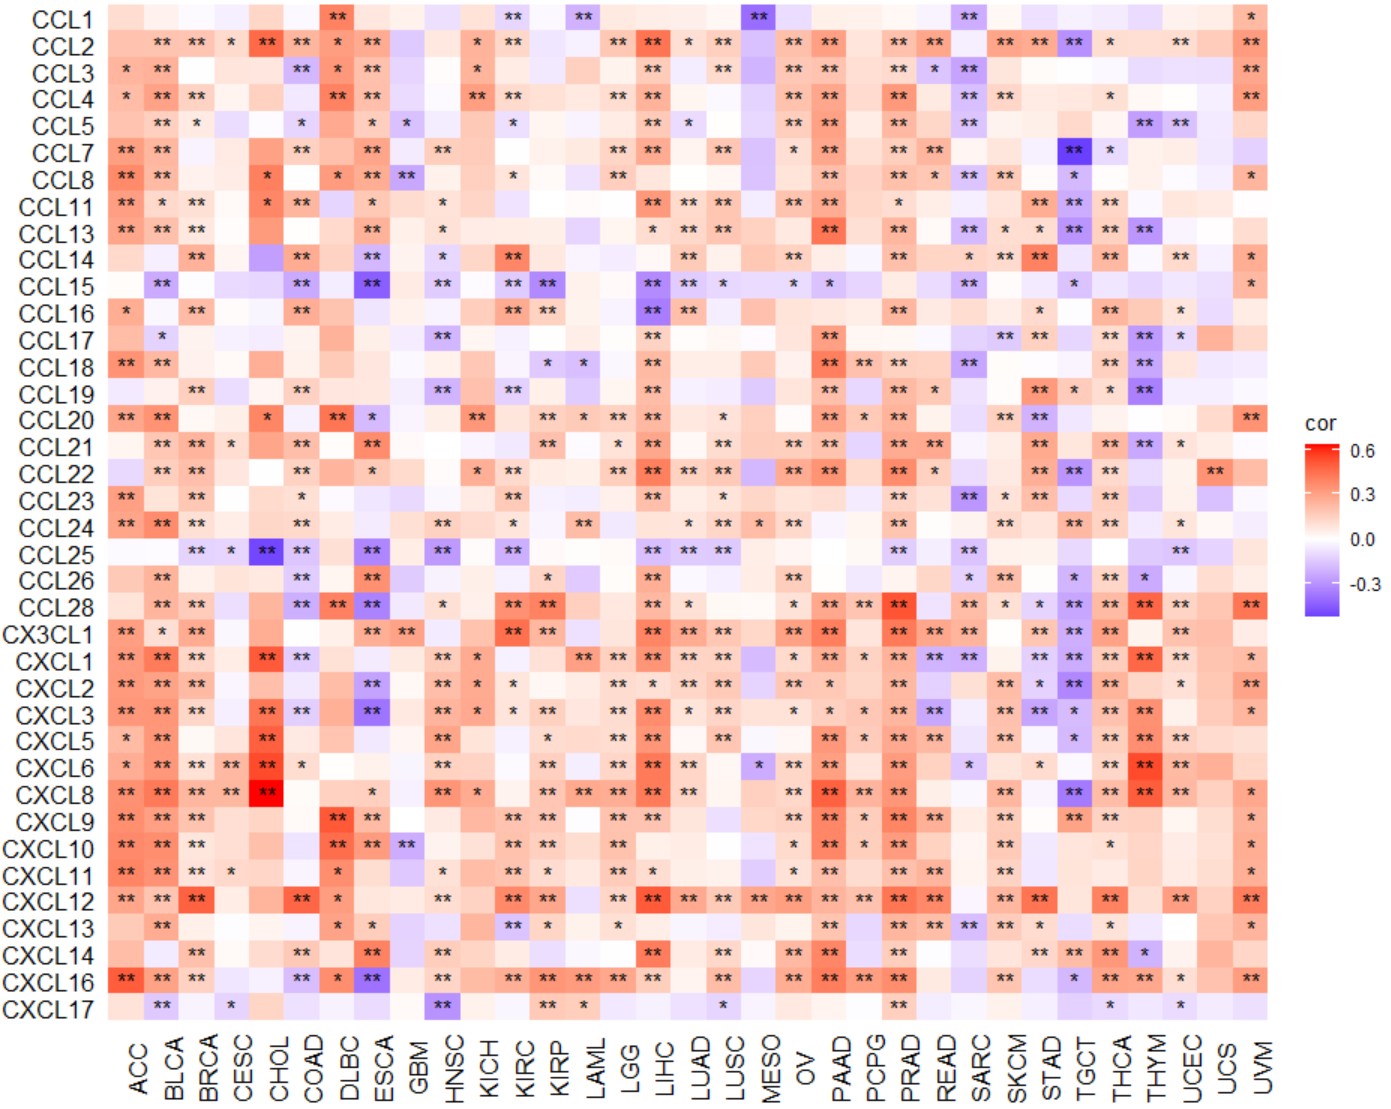 CCL1
CCL2
CCL3
CCL4
CCL5
CCL7
CCL8
CCL11
CCL13
CCL14
CCL15
CCL16
CCL17
CCL18
CCL19
CCL20
CCL21
CCL22
CCL23
CCL24
CCL25
CCL26
CCL28
CX3CL1
CXCL1
CXCL2
CXCL3
CXCL5
CXCL6
CXCL8
CXCL9
CXCL10
CXCL11
CXCL12
CXCL13
CXCL14
CXCL16
CXCL17
ACC
BLCA
BRCA
CESC
CHOL
COAD
DLBC
ESCA
GBM
HNSC
KICH
KIRC
KIRP
LAML
LGG
LIHC
LUAD
LUSC
MESO
OV
PAAD
PCPG
PRAD
READ
SARC
SKCM
STAD
TGCT
THCA
THYM
UCEC
UCS
UVM
cor
0.6
0.3
0.0
-0.3